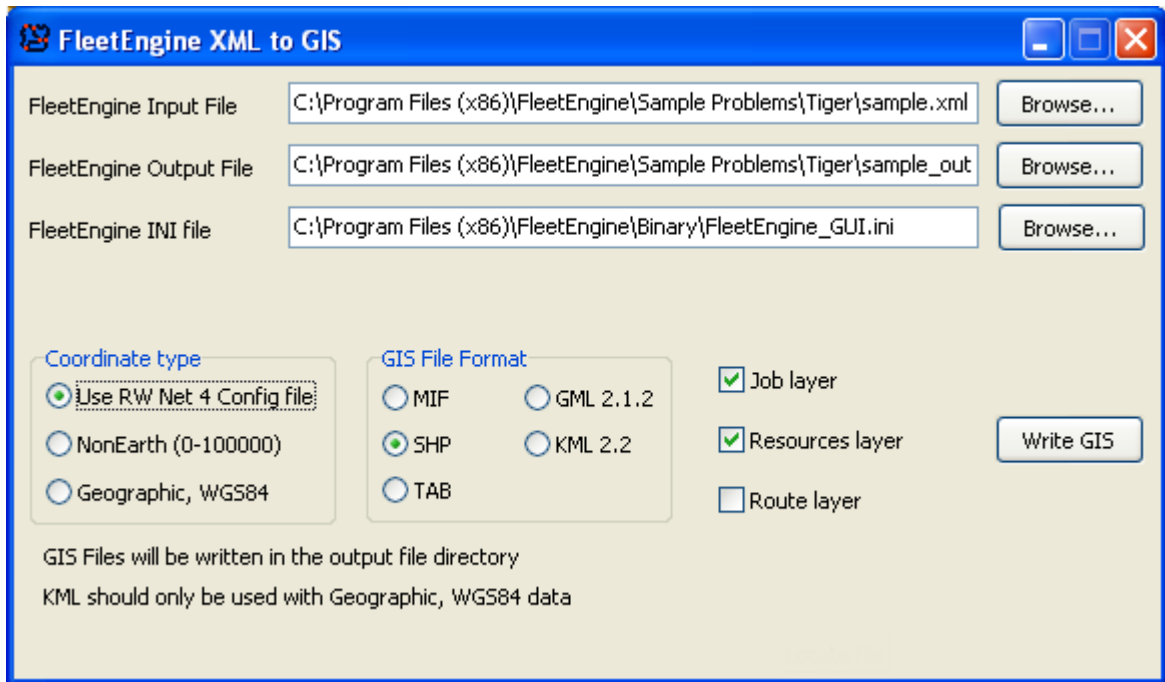 FleetEngine XML to GIS
FleetEngine Input File C:\Program Files (x86)\FleetEngine\Sample Problems\Tiger\sample.xml Browse...
FleetEngine Output File C:\Program Files (x86)\FleetEngine\Sample Problems\Tiger\sample_out Browse...
FleetEngine INI file C:\Program Files (x86)\FleetEngine\Binary\FleetEngine_GUI.ini Browse...
Coordinate type
Use RW Net 4 Config file
NonEarth (0-100000)
Geographic, WGS84
GIS File Format
MIF GML 2.1.2
SHP KML 2.2
TAB
Job layer
Resources layer
Route layer
Write GIS
GIS Files will be written in the output file directory
KML should only be used with Geographic, WGS84 data